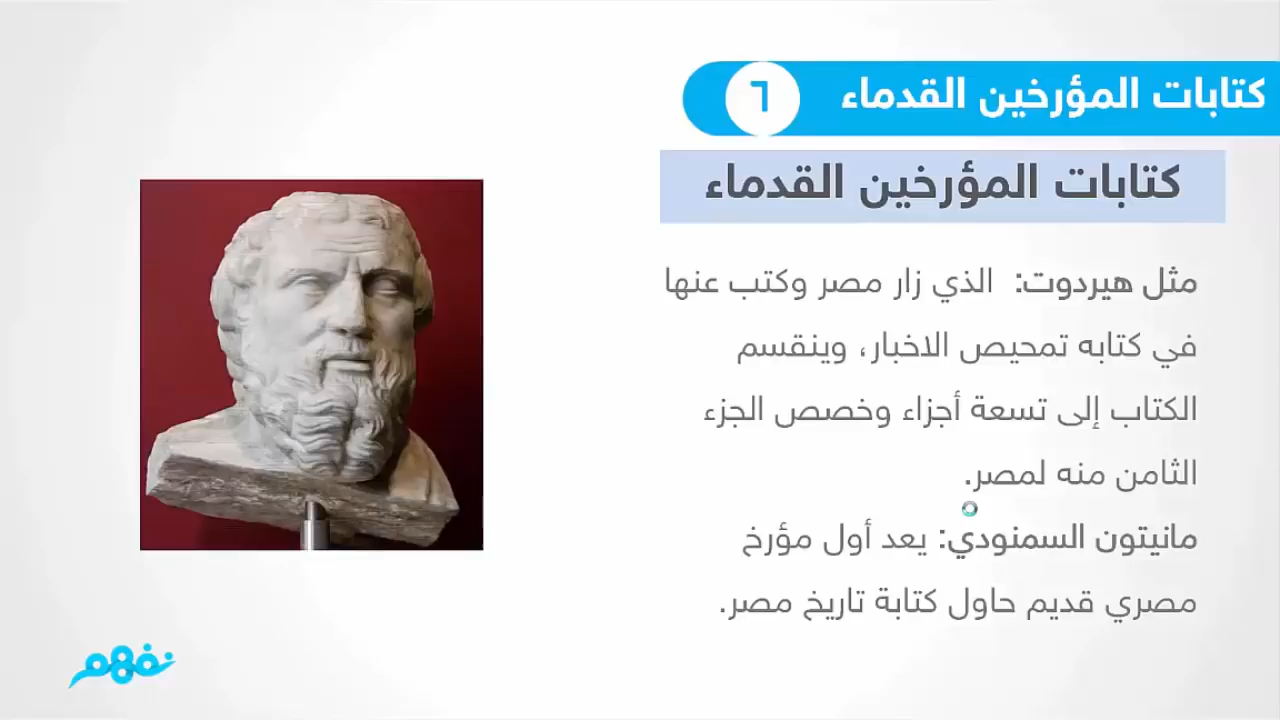 كتابات المؤرخين القدماء ٦
كتابات المؤرخين القدماء
مثل هيردوت: الذي زار مصر وكتب عنها
في كتابه تمحيص الاخبار، وينقسم
الكتاب إلى تسعة أجزاء وخصص الجزء
الثامن منه لمصر.
مانيتون السمنودي: يعد أول مؤرخ
مصري قديم حاول كتابة تاريخ مصر.
نفهم